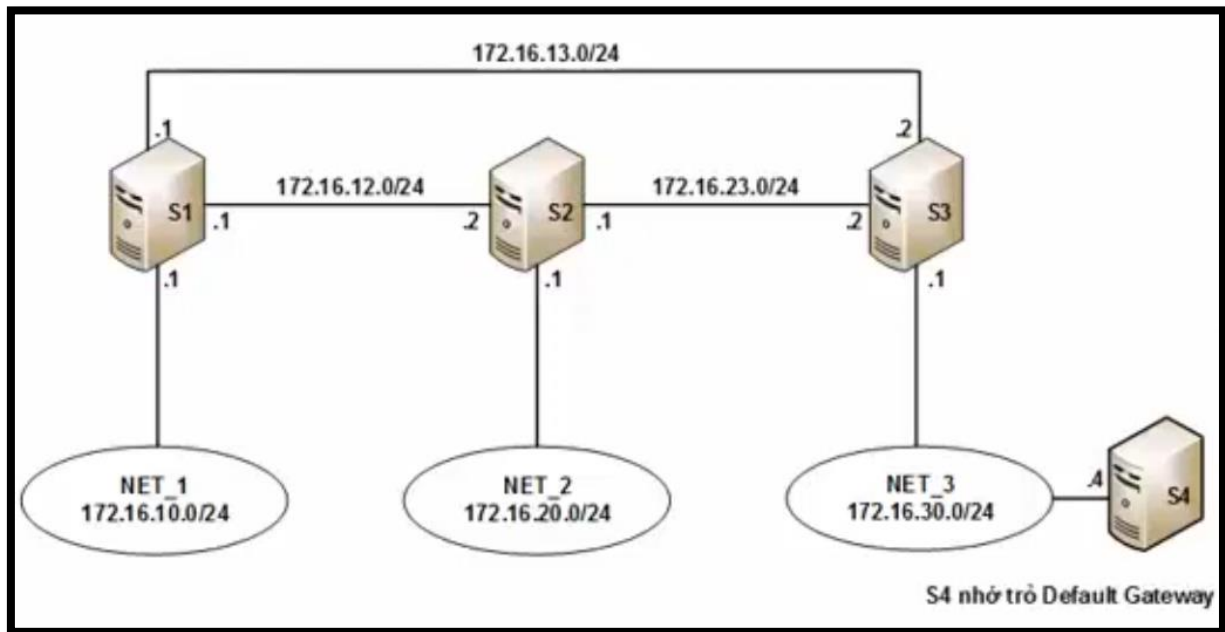 172.16.13.0/24
.1
.2
172.16.12.0/24
172.16.23.0/24
S1
S2
S3
.1
.2
.1
.2
.1
.1
.1
NET_1
172.16.10.0/24
NET_2
172.16.20.0/24
NET_3
172.16.30.0/24
.4
S4
S4 nhớ trỏ Default Gateway